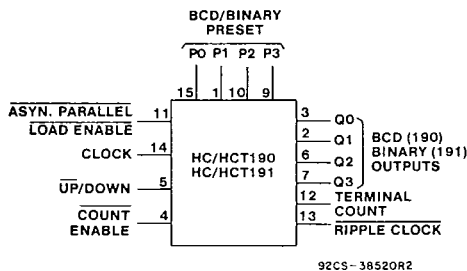 BCD/BINARY
PRESET
P0 P1 P2 P3
15 1 10 9
ASYN. PARALLEL 11
LOAD ENABLE
CLOCK 14
UP/DOWN 5
COUNT 4
ENABLE
HC/HCT190
HC/HCT191
3 Q0
2 Q1
6 Q2
7 Q3
BCD (190)
BINARY (191)
OUTPUTS
12 TERMINAL
COUNT
13 RIPPLE CLOCK
92CS-38520R2